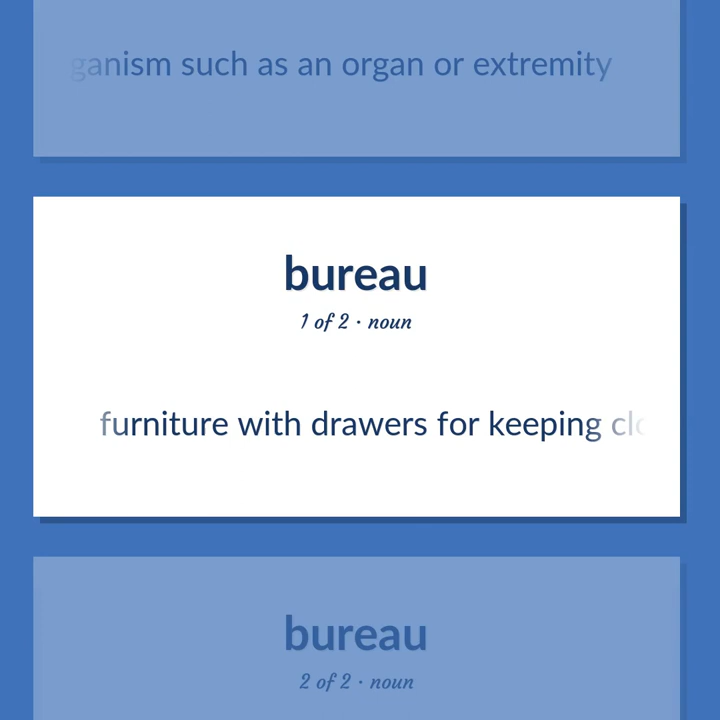 ganism such as an organ or extremity
bureau
1 of 2 · noun
furniture with drawers for keeping clo
bureau
2 of 2 · noun